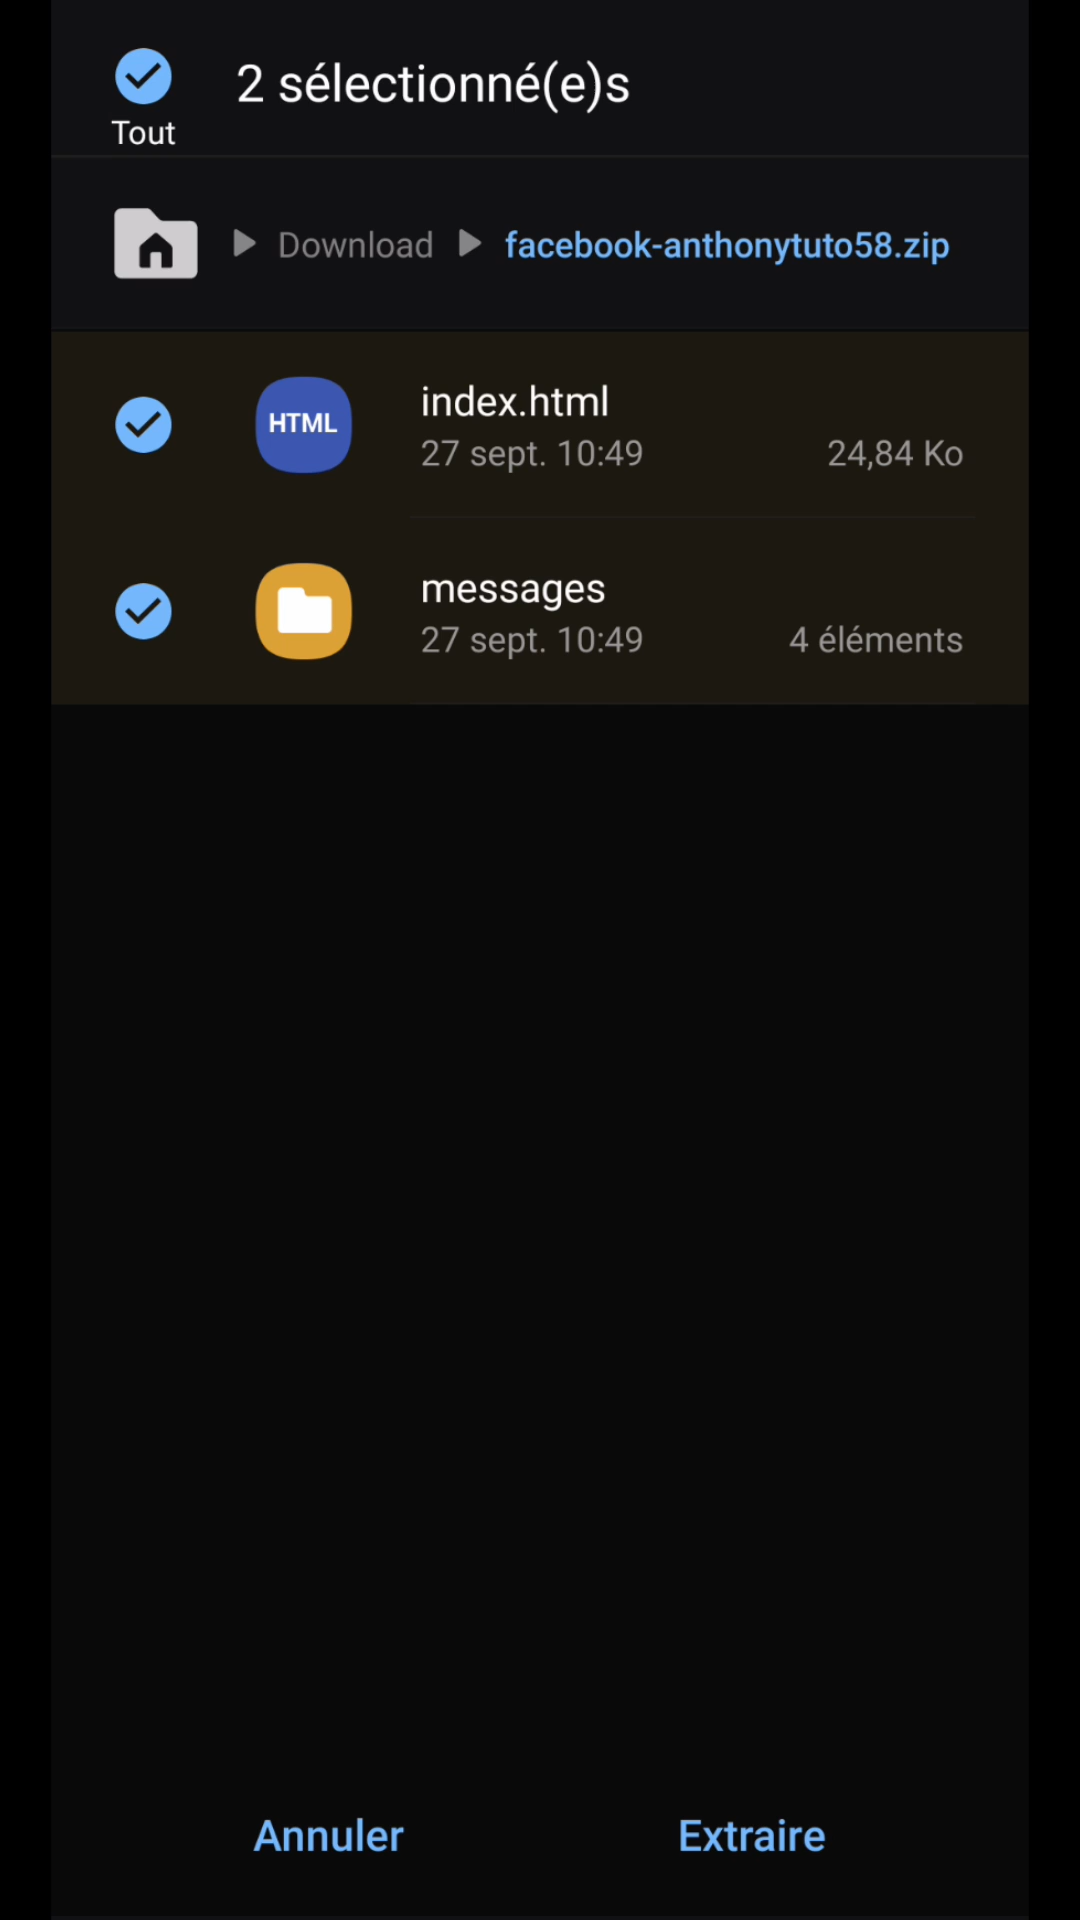 2 sélectionné(e)s
Tout
Download
facebook-anthonytuto58.zip
HTML
index.html
27 sept. 10:49
24,84 Ko
messages
27 sept. 10:49
4 éléments
Annuler
Extraire